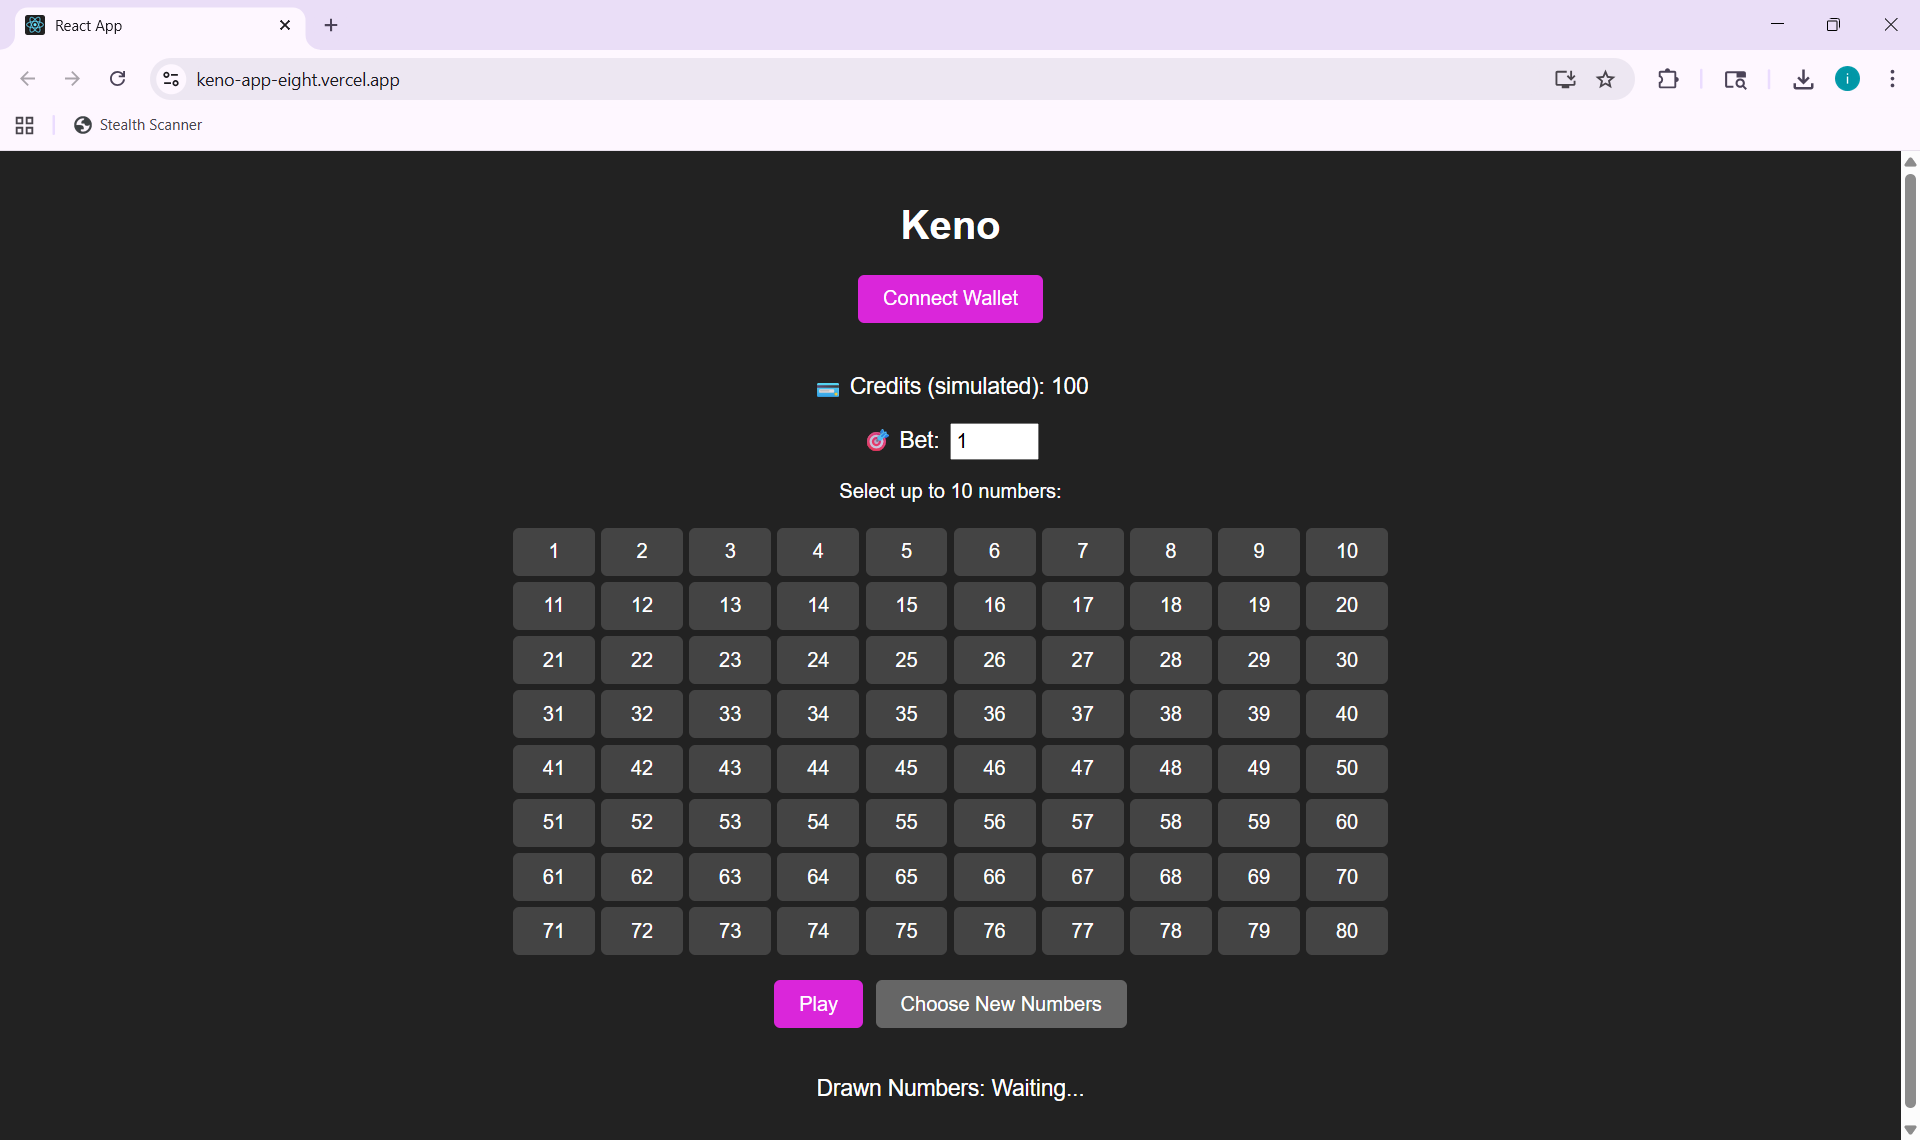 React App
keno-app-eight.vercel.app
i
Stealth Scanner
Keno
Connect Wallet
💳 Credits (simulated): 100
🎯 Bet: 1
Select up to 10 numbers:
1 2 3 4 5 6 7 8 9 10
11 12 13 14 15 16 17 18 19 20
21 22 23 24 25 26 27 28 29 30
31 32 33 34 35 36 37 38 39 40
41 42 43 44 45 46 47 48 49 50
51 52 53 54 55 56 57 58 59 60
61 62 63 64 65 66 67 68 69 70
71 72 73 74 75 76 77 78 79 80
Play Choose New Numbers
Drawn Numbers: Waiting...